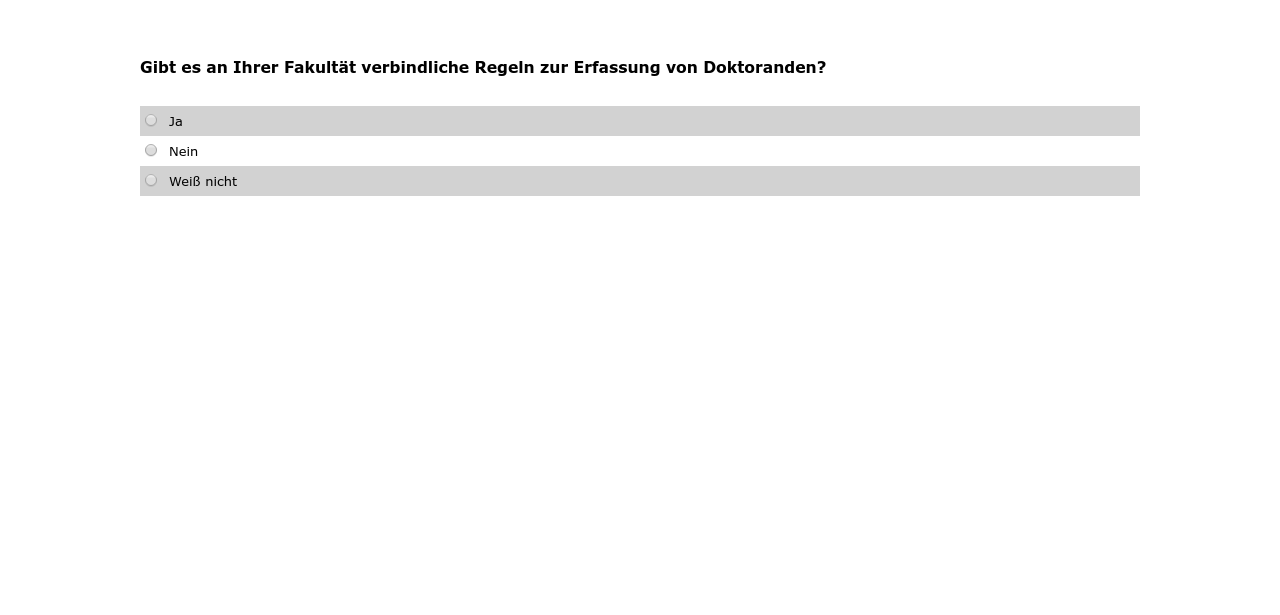 Gibt es an Ihrer Fakultät verbindliche Regeln zur Erfassung von Doktoranden?
Ja
Nein
Weiß nicht